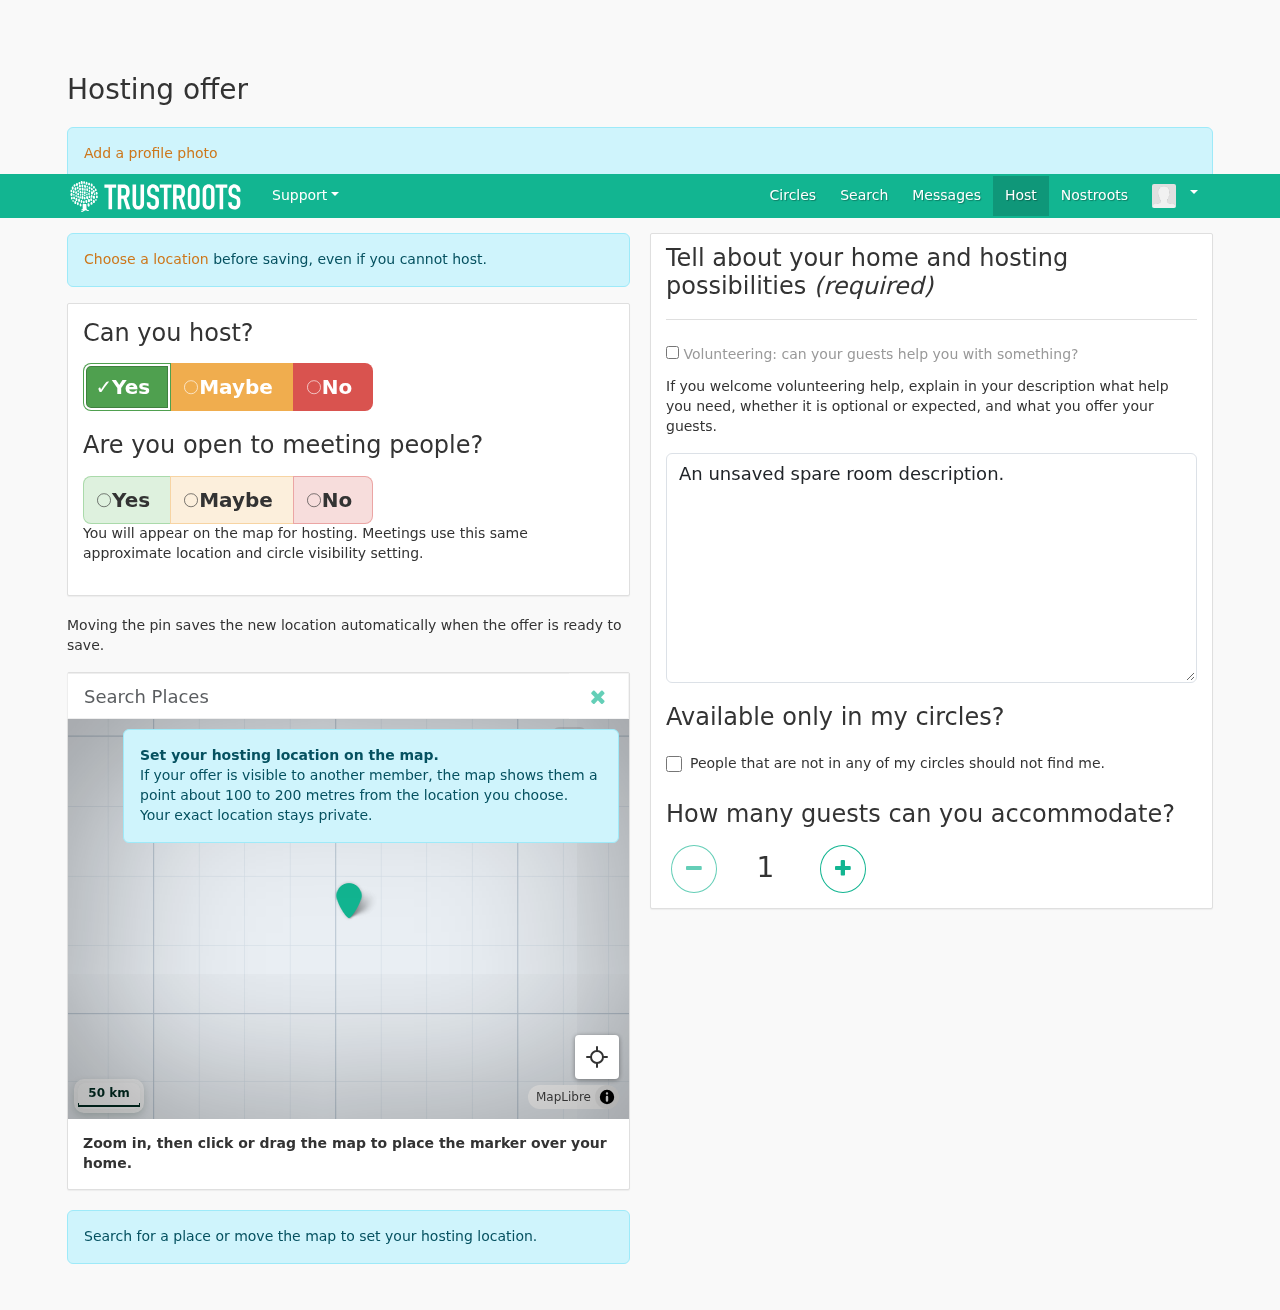 Hosting offer
Add a profile photo
TRUSTROOTS
Support
Circles
Search
Messages
Host
Nostroots
Choose a location before saving, even if you cannot host.
Can you host?
✓Yes
Maybe
No
Are you open to meeting people?
Yes
Maybe
No
You will appear on the map for hosting. Meetings use this same
approximate location and circle visibility setting.
Moving the pin saves the new location automatically when the offer is ready to
save.
Search Places
Set your hosting location on the map.
If your offer is visible to another member, the map shows them a
point about 100 to 200 metres from the location you choose.
Your exact location stays private.
50 km
MapLibre
Zoom in, then click or drag the map to place the marker over your
home.
Search for a place or move the map to set your hosting location.
Tell about your home and hosting
possibilities (required)
Volunteering: can your guests help you with something?
If you welcome volunteering help, explain in your description what help
you need, whether it is optional or expected, and what you offer your
guests.
An unsaved spare room description.
Available only in my circles?
People that are not in any of my circles should not find me.
How many guests can you accommodate?
1